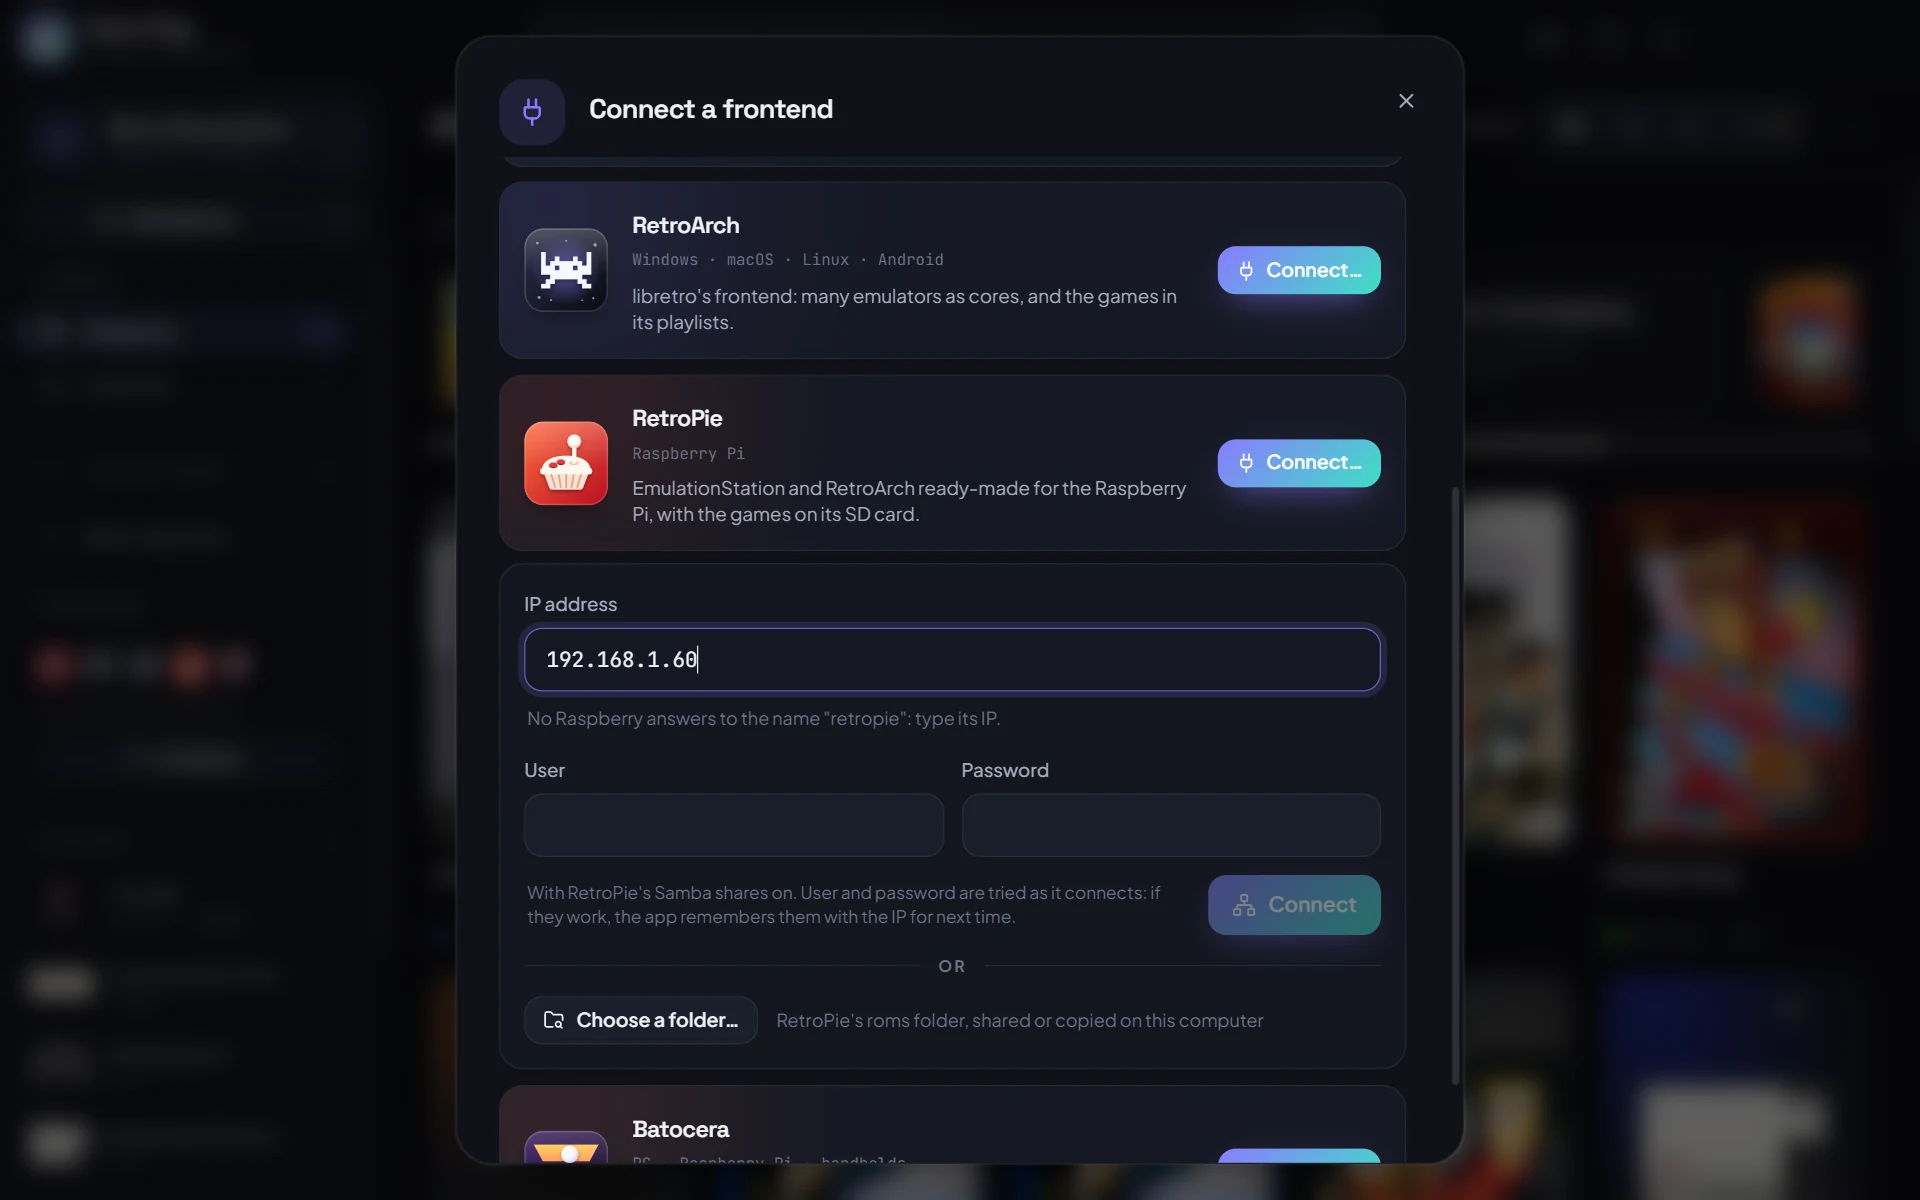 Connect a frontend
RetroArch
Windows · macOS · Linux · Android
libretro's frontend: many emulators as cores, and the games in
its playlists.
Connect...
RetroPie
Raspberry Pi
EmulationStation and RetroArch ready-made for the Raspberry
Pi, with the games on its SD card.
Connect...
IP address
192.168.1.60
No Raspberry answers to the name "retropie": type its IP.
User
Password
With RetroPie's Samba shares on. User and password are tried as it connects: if
they work, the app remembers them with the IP for next time.
Connect
OR
Choose a folder...
RetroPie's roms folder, shared or copied on this computer
Batocera
PC · Raspberry Pi · handhelds